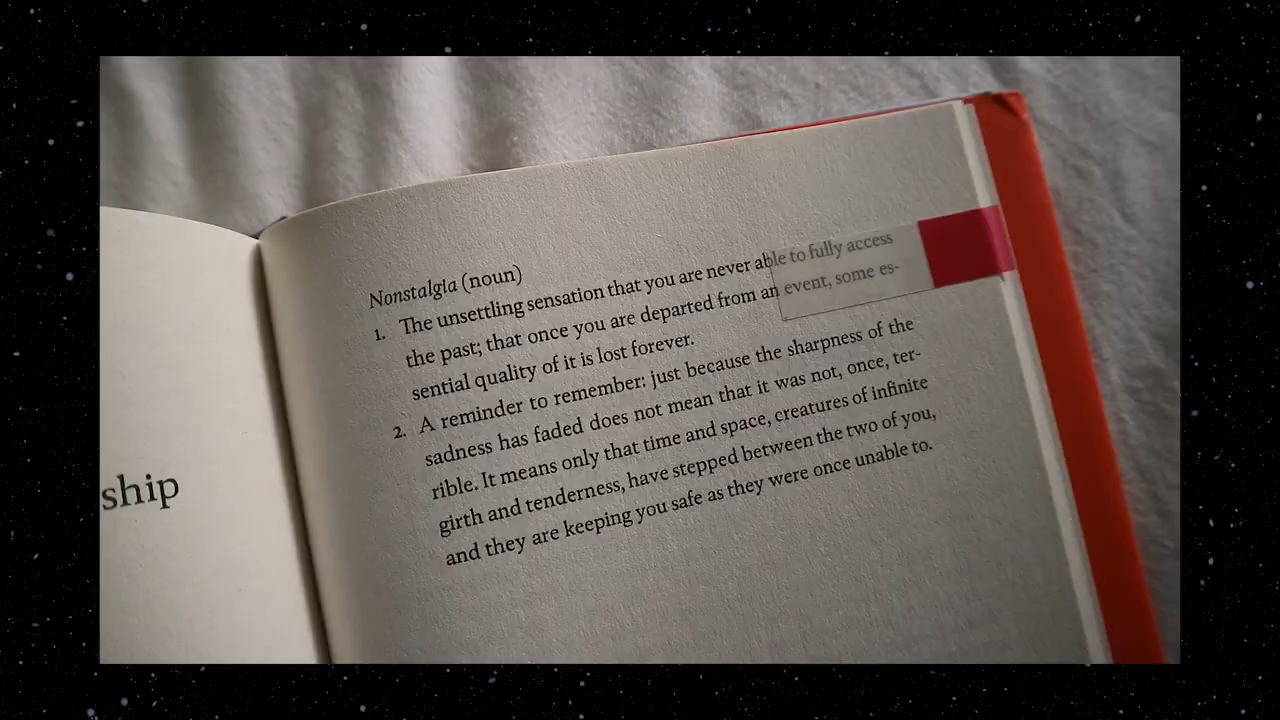 ship
Nonstalgia (noun)
1. The unsettling sensation that you are never able to fully access
the past; that once you are departed from an event, some es-
sential quality of it is lost forever.
2. A reminder to remember: just because the sharpness of the
sadness has faded does not mean that it was not, once, ter-
rible. It means only that time and space, creatures of infinite
girth and tenderness, have stepped between the two of you,
and they are keeping you safe as they were once unable to.